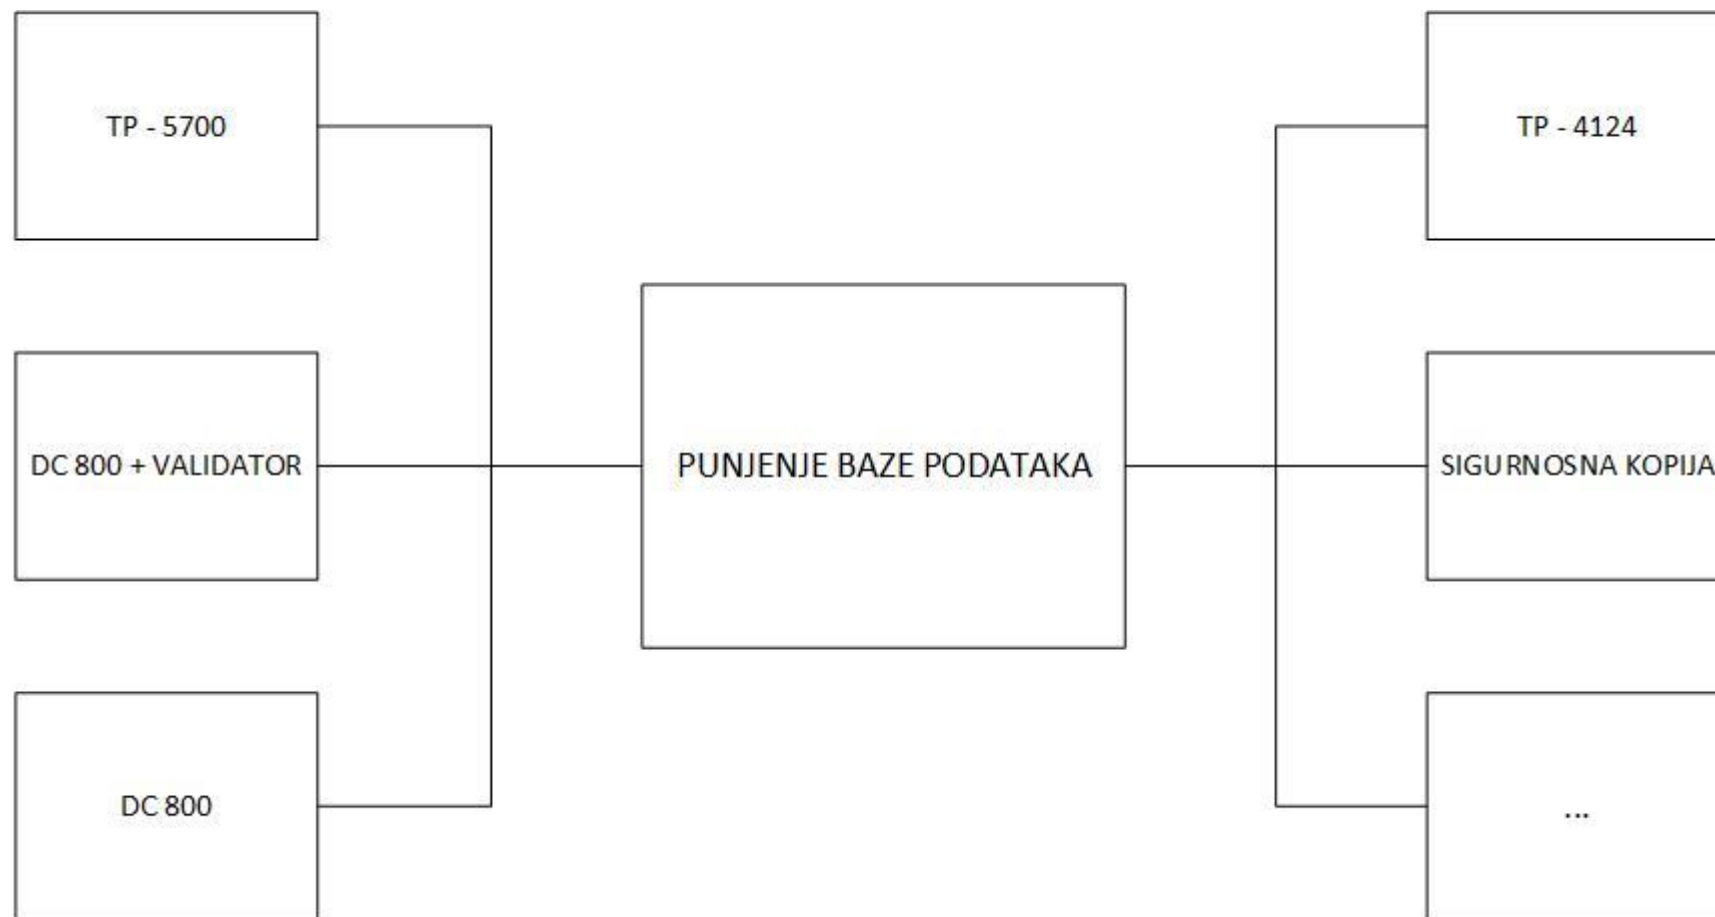 TP - 5700
TP - 4124
DC 800 + VALIDATOR
PUNJENJE BAZE PODATAKA
SIGURNOSNA KOPIJA
DC 800
...